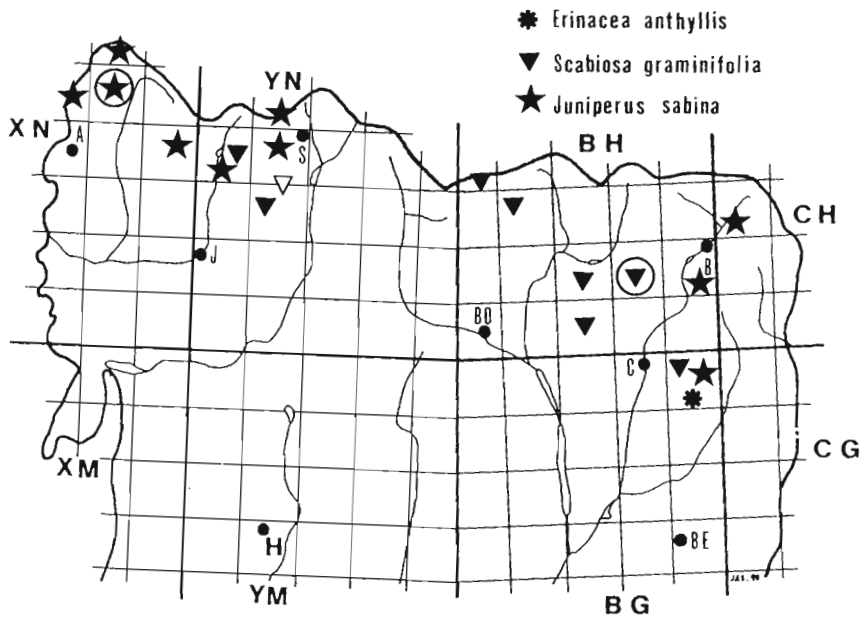 Erinacea anthyllis
Scabiosa graminifolia
Juniperus sabina
YN
XN
A
S
BH
CH
J
B
BO
C
XM
CG
H
BE
YM
BG